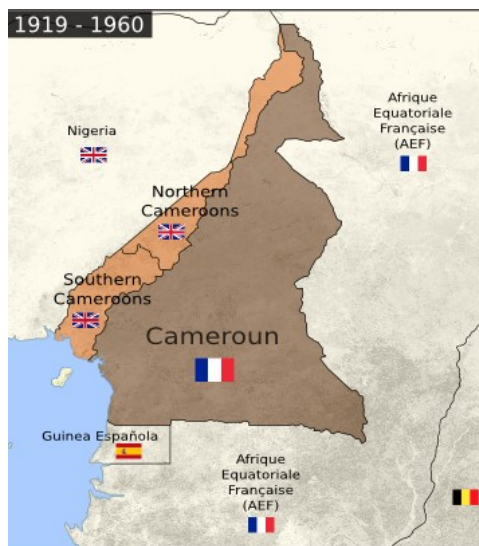 1919 - 1960
Afrique
Equatoriale
Française
(AEF)
Nigeria
Northern
Cameroons
Southern
Cameroons
Cameroun
Guinea Española
Afrique
Equatoriale
Française
(AEF)